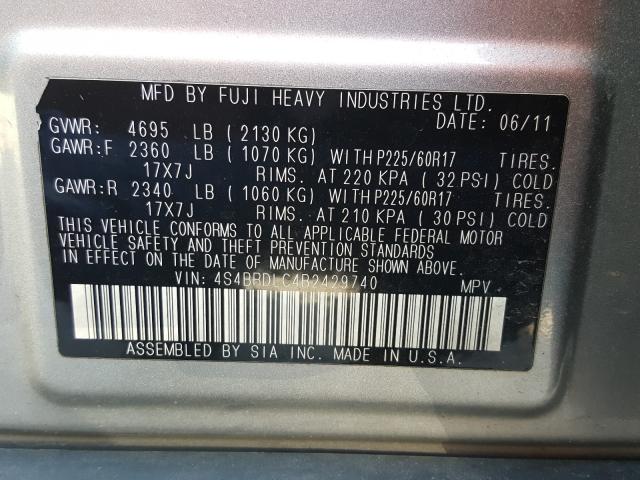 MFD BY FUJI HEAVY INDUSTRIES LTD.
DATE: 06/11
GVWR: 4695 LB ( 2130 KG)
GAWR:F 2360 LB ( 1070 KG) WITH P225/60R17 TIRES.
17X7J RIMS. AT 220 KPA ( 32 PSI) COLD
GAWR:R 2340 LB ( 1060 KG) WITH P225/60R17 TIRES.
17X7J RIMS. AT 210 KPA ( 30 PSI) COLD
THIS VEHICLE CONFORMS TO ALL APPLICABLE FEDERAL MOTOR
VEHICLE SAFETY AND THEFT PREVENTION STANDARDS
IN EFFECT ON THE DATE OF MANUFACTURE SHOWN ABOVE.
VIN: 4S4BRDLC4B2429740 MPV
ASSEMBLED BY SIA INC. MADE IN U.S.A.